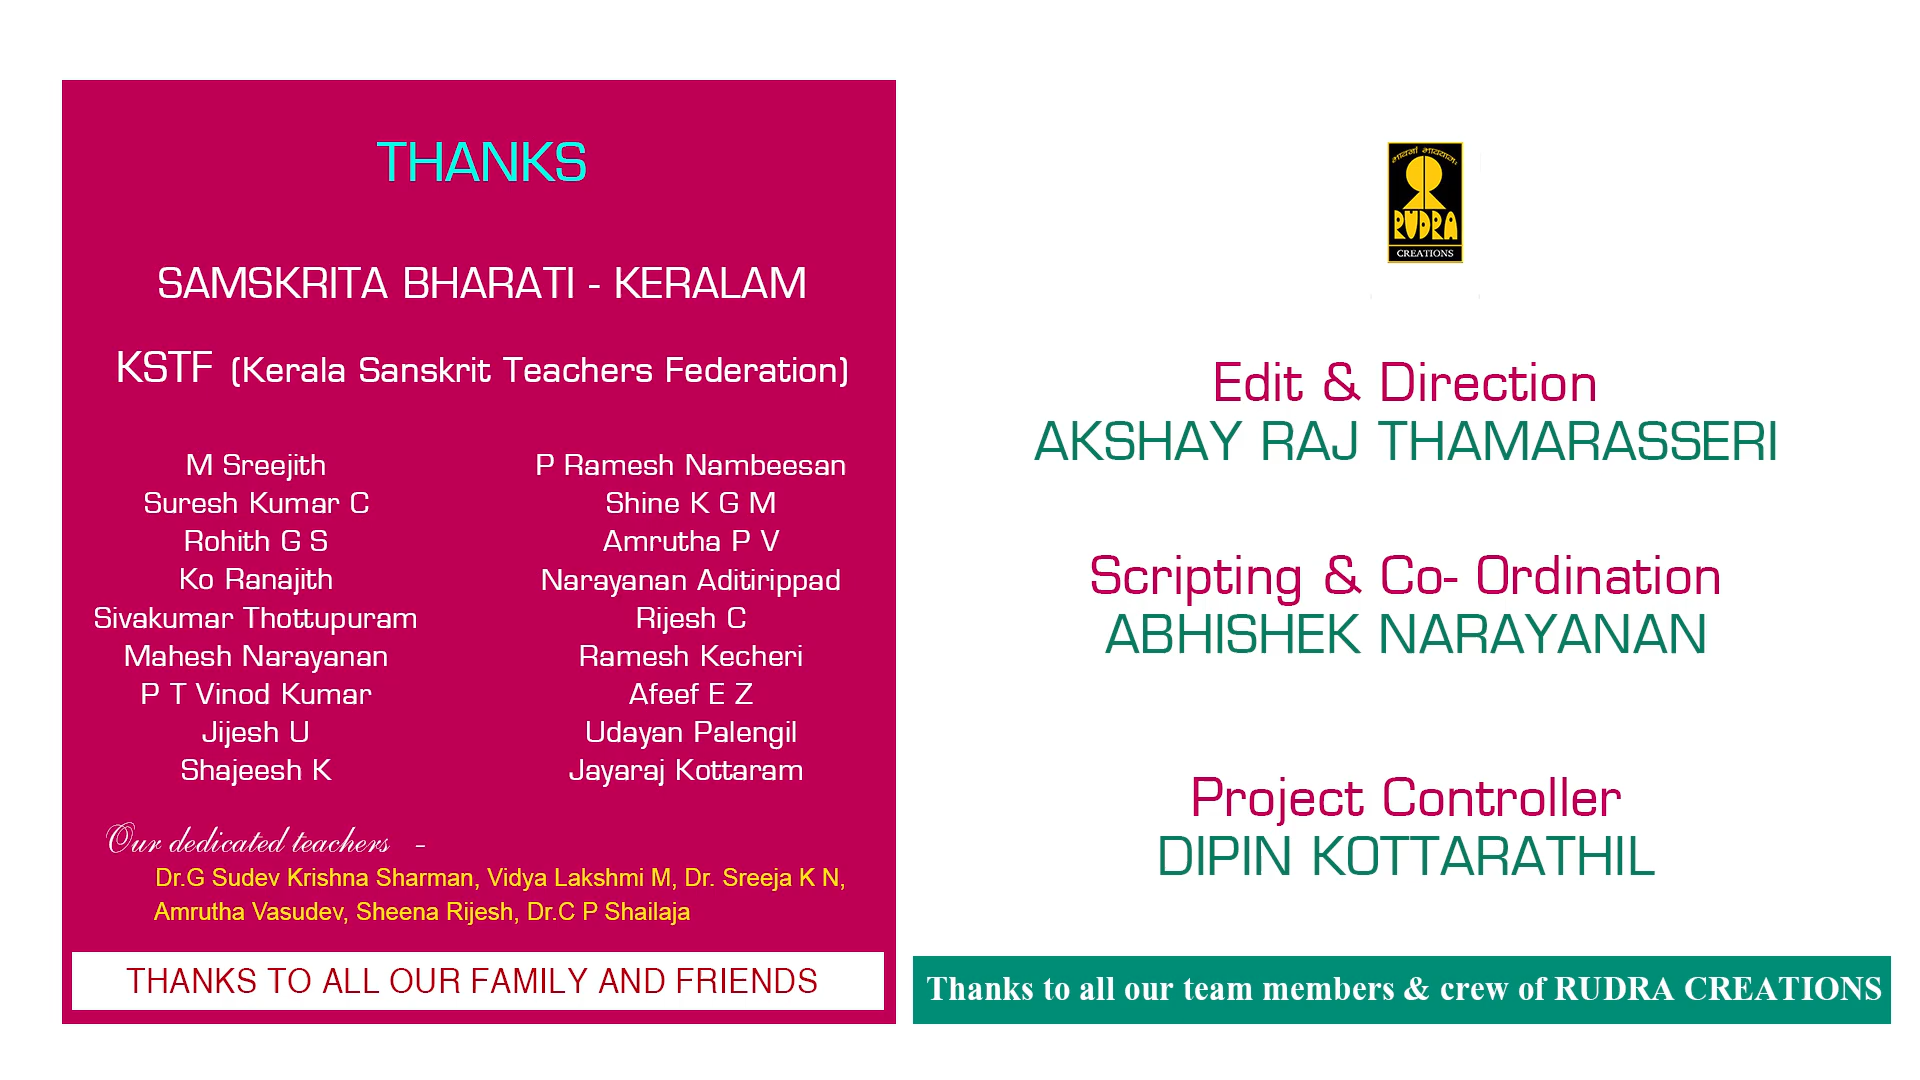 THANKS
SAMSKRITA BHARATI - KERALAM
KSTF (Kerala Sanskrit Teachers Federation)
M Sreejith
Suresh Kumar C
Rohith G S
Ko Ranajith
Sivakumar Thottupuram
Mahesh Narayanan
P T Vinod Kumar
Jijesh U
Shajeesh K
P Ramesh Nambeesan
Shine K G M
Amrutha P V
Narayanan Aditirippad
Rijesh C
Ramesh Kecheri
Afeef E Z
Udayan Palengil
Jayaraj Kottaram
Our dedicated teachers -
Dr.G Sudev Krishna Sharman, Vidya Lakshmi M, Dr. Sreeja K N,
Amrutha Vasudev, Sheena Rijesh, Dr.C P Shailaja
THANKS TO ALL OUR FAMILY AND FRIENDS
RUDRA
CREATIONS
Edit & Direction
AKSHAY RAJ THAMARASSERI
Scripting & Co- Ordination
ABHISHEK NARAYANAN
Project Controller
DIPIN KOTTARATHIL
Thanks to all our team members & crew of RUDRA CREATIONS